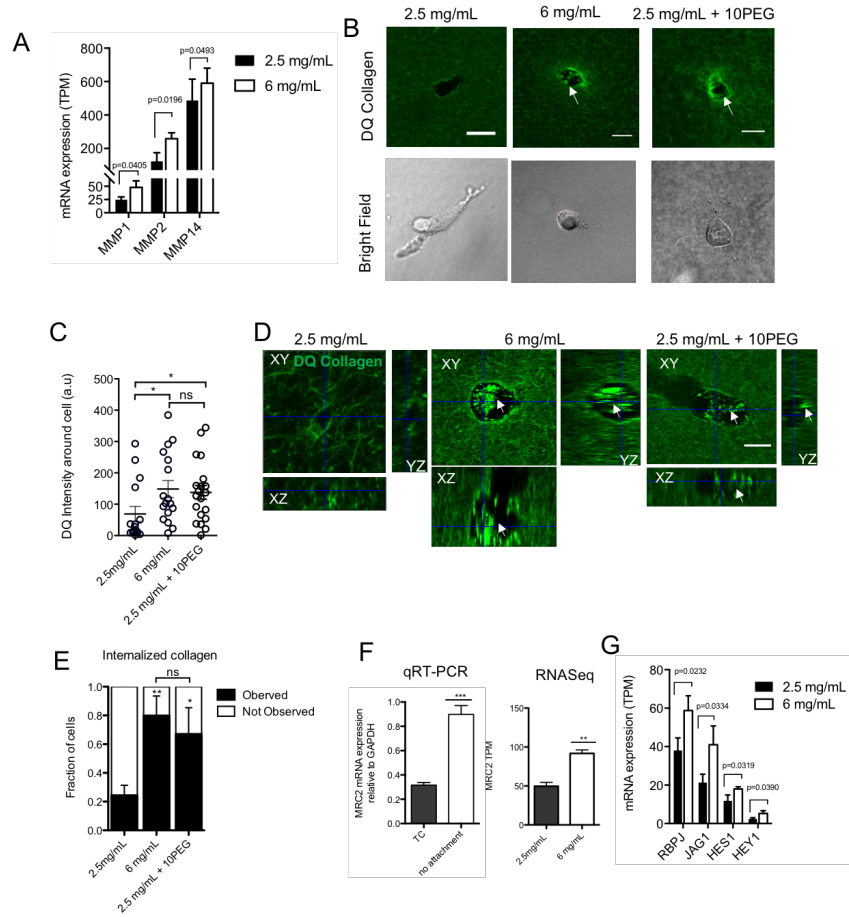 A
mRNA expression (TPM)
800
600
400
200
50
25
0
p=0.0405
p=0.0196
p=0.0493
2.5 mg/mL
6 mg/mL
MMP1
MMP2
MMP14
B
2.5 mg/mL
6 mg/mL
2.5 mg/mL + 10PEG
DQ Collagen
Bright Field
C
DQ Intensity around cell (a.u)
500
400
300
200
100
0
*
*
ns
2.5mg/mL
6 mg/mL
2.5 mg/mL + 10PEG
D
2.5 mg/mL
6 mg/mL
2.5 mg/mL + 10PEG
XY
DQ Collagen
YZ
XZ
XY
YZ
XZ
XY
YZ
XZ
E
Internalized collagen
ns
Fraction of cells
1.0
0.8
0.6
0.4
0.2
0.0
**
*
Oberved
Not Observed
2.5mg/mL
6 mg/mL
2.5 mg/mL + 10PEG
F
qRT-PCR
MRC2 mRNA expression
relative to GAPDH
1.0
0.8
0.6
0.4
0.2
0.0
***
TC
no attachment
RNASeq
MRC2 TPM
150
100
50
0
**
2.5mg/mL
6 mg/mL
G
mRNA expression (TPM)
80
60
40
20
0
p=0.0232
p=0.0334
p=0.0319
p=0.0390
2.5 mg/mL
6 mg/mL
RBPJ
JAG1
HES1
HEY1